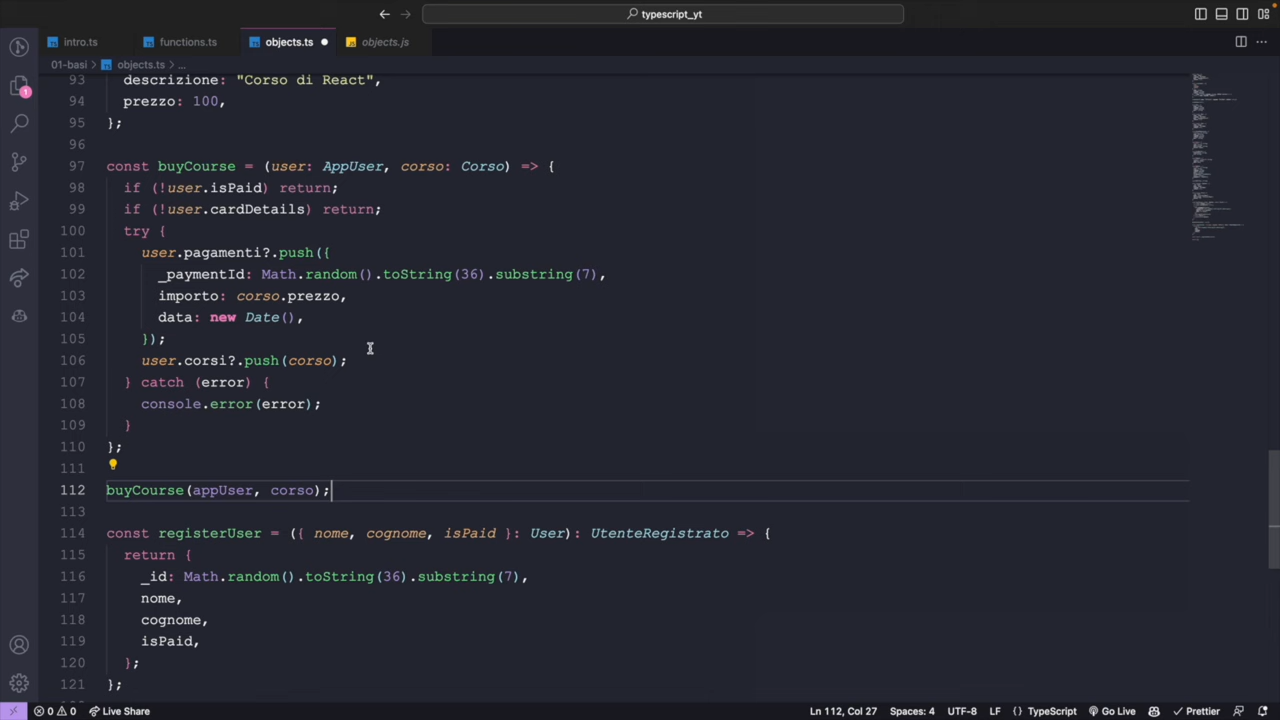 typescript_yt
intro.ts
functions.ts
objects.ts
objects.js
01-basi > objects.ts > ...
93 descrizione: "Corso di React",
94 prezzo: 100,
95 };
96
97 const buyCourse = (user: AppUser, corso: Corso) => {
98 if (!user.isPaid) return;
99 if (!user.cardDetails) return;
100 try {
101 user.pagamenti?.push({
102 _paymentId: Math.random().toString(36).substring(7),
103 importo: corso.prezzo,
104 data: new Date(),
105 });
106 user.corsi?.push(corso);
107 } catch (error) {
108 console.error(error);
109 }
110 };
111
112 buyCourse(appUser, corso);
113
114 const registerUser = ({ nome, cognome, isPaid }: User): UtenteRegistrato => {
115 return {
116 _id: Math.random().toString(36).substring(7),
117 nome,
118 cognome,
119 isPaid,
120 };
121 };
1
0 0 Live Share Ln 112, Col 27 Spaces: 4 UTF-8 LF {} TypeScript Go Live Prettier